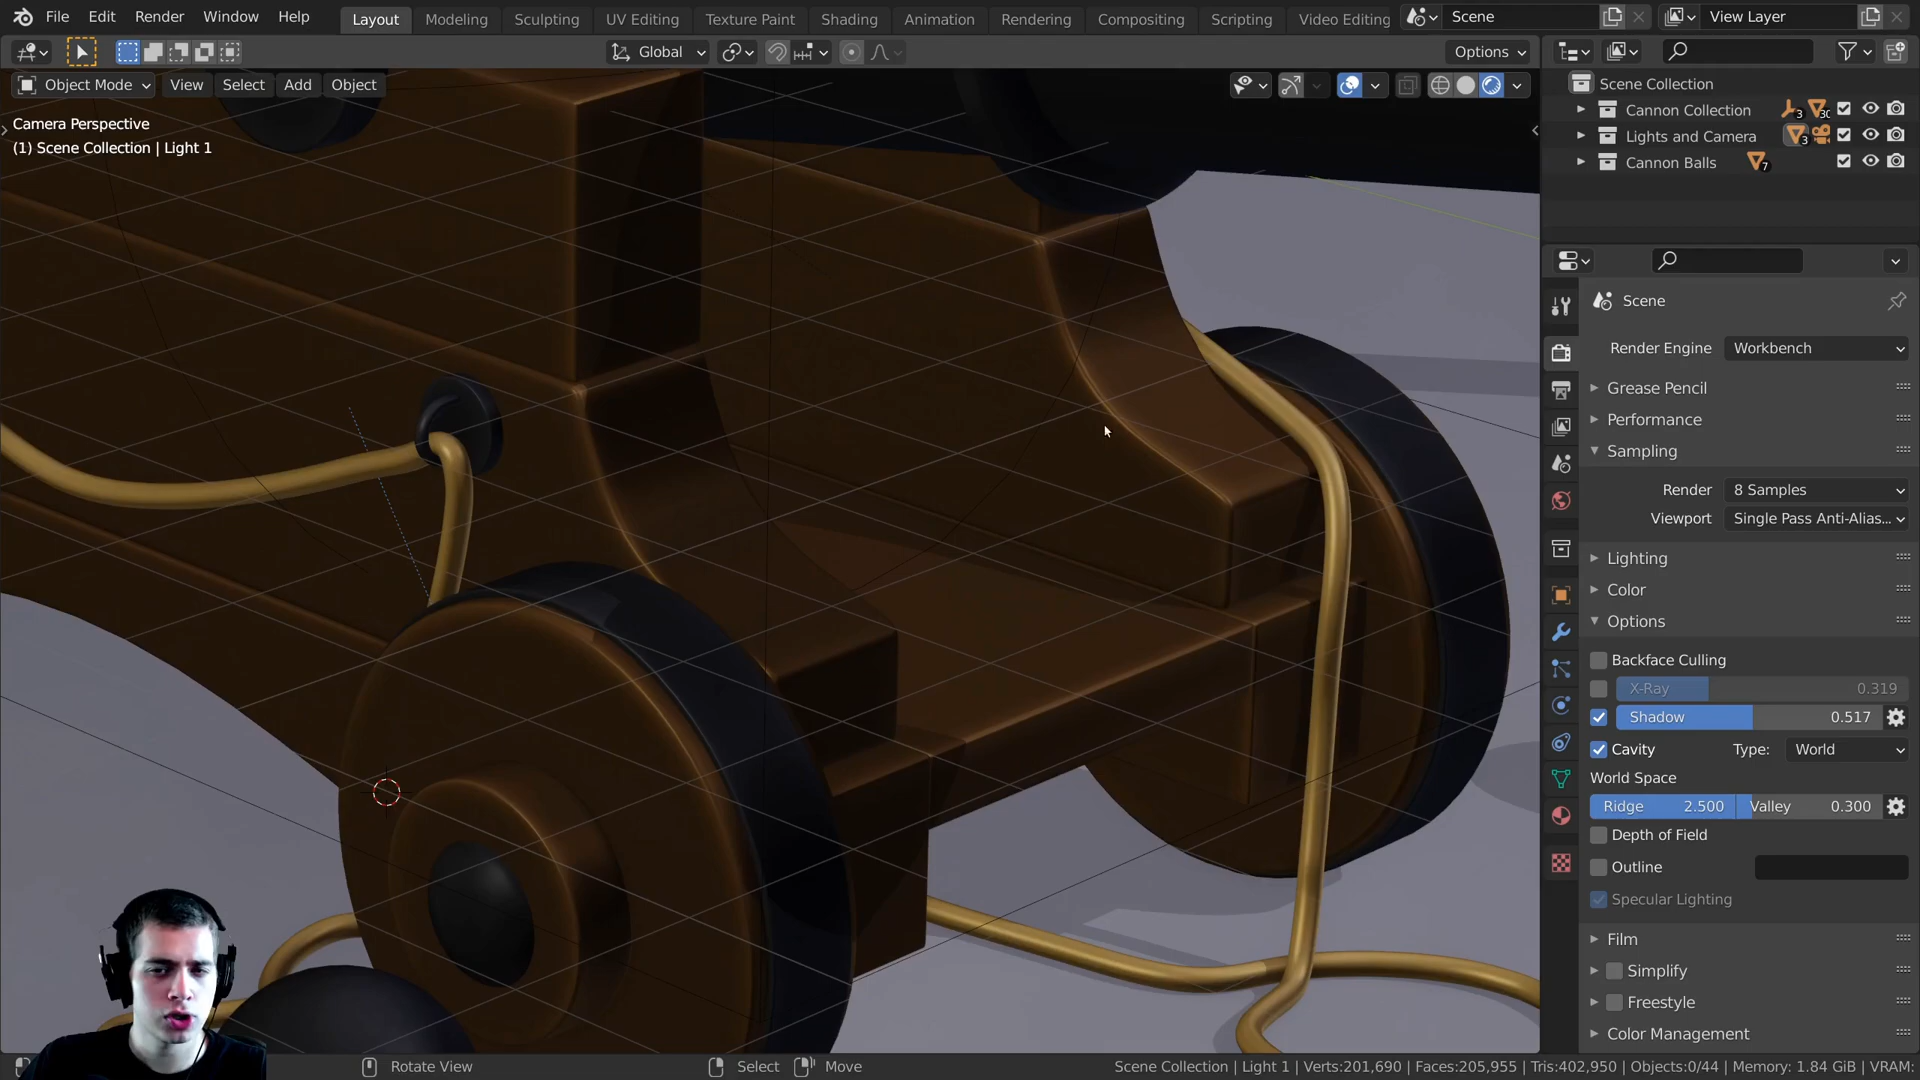 File Edit Render Window Help Layout Modeling Sculpting UV Editing Texture Paint Shading Animation Rendering Compositing Scripting Video Editing Scene View Layer
Global Options
Object Mode View Select Add Object
Camera Perspective
(1) Scene Collection | Light 1
Scene Collection
Cannon Collection 3 30
Lights and Camera 3
Cannon Balls 7
Scene
Render Engine Workbench
Grease Pencil
Performance
Sampling
Render 8 Samples
Viewport Single Pass Anti-Alias...
Lighting
Color
Options
Backface Culling
X-Ray 0.319
Shadow 0.517
Cavity Type: World
World Space
Ridge 2.500 Valley 0.300
Depth of Field
Outline
Specular Lighting
Film
Simplify
Freestyle
Color Management
Rotate View Select Move Scene Collection | Light 1 | Verts:201,690 | Faces:205,955 | Tris:402,950 | Objects:0/44 | Memory: 1.84 GiB | VRAM: